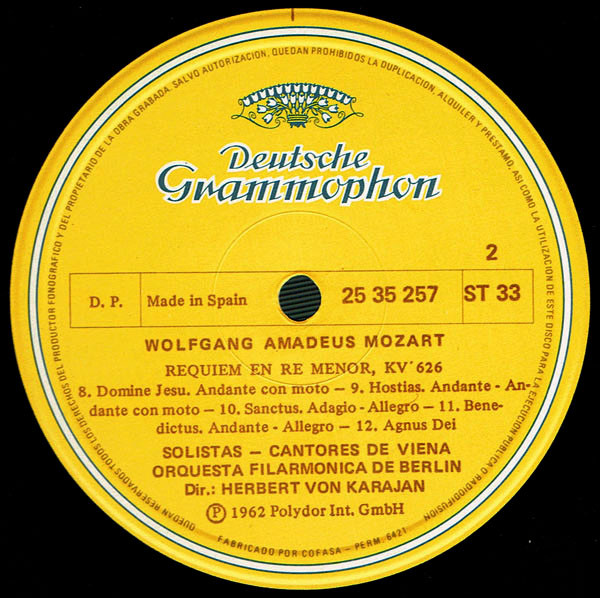 QUEDAN RESERVADOS TODOS LOS DERECHOS DEL PRODUCTOR FONOGRAFICO Y DEL PROPIETARIO DE LA OBRA GRABADA. SALVO AUTORIZACION, QUEDAN PROHIBIDOS LA DUPLICACION, ALQUILER Y PRESTAMO, ASI COMO LA UTILIZACION DE ESTE DISCO PARA LA EJECUCION PUBLICA O RADIODIFUSION
Deutsche
Grammophon
2
D. P. Made in Spain 25 35 257 ST 33
WOLFGANG AMADEUS MOZART
REQUIEM EN RE MENOR, KV 626
8. Domine Jesu. Andante con moto – 9. Hostias. Andante - An-
dante con moto – 10. Sanctus. Adagio - Allegro – 11. Bene-
dictus. Andante - Allegro – 12. Agnus Dei
SOLISTAS – CANTORES DE VIENA
ORQUESTA FILARMONICA DE BERLIN
Dir.: HERBERT VON KARAJAN
Ⓟ 1962 Polydor Int. GmbH
FABRICADO POR COFASA – PERM. 6421